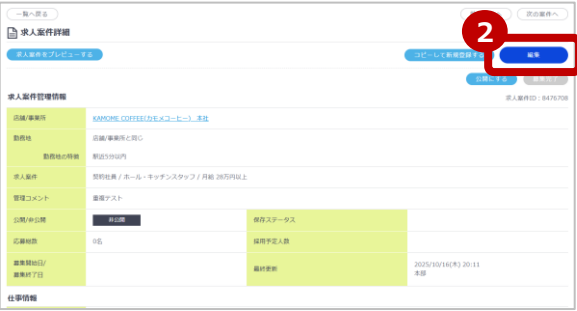 一覧へ戻る
次の案件へ
2
求人案件詳細
求人案件をプレビューする
コピーして新規登録する
編集
公開にする
募集終了
求人案件管理情報
求人案件ID : 8476708
店舗/事業所
KAMOME COFFEE(カモメコーヒー) 本社
勤務地
店舗/事業所と同じ
勤務地の特徴
駅近5分以内
求人案件
契約社員 / ホール・キッチンスタッフ / 月給 28万円以上
管理コメント
重複テスト
公開/非公開
非公開
保存ステータス
応募総数
0名
採用予定人数
募集開始日/
募集終了日
最終更新
2025/10/16(木) 20:11
本部
仕事情報